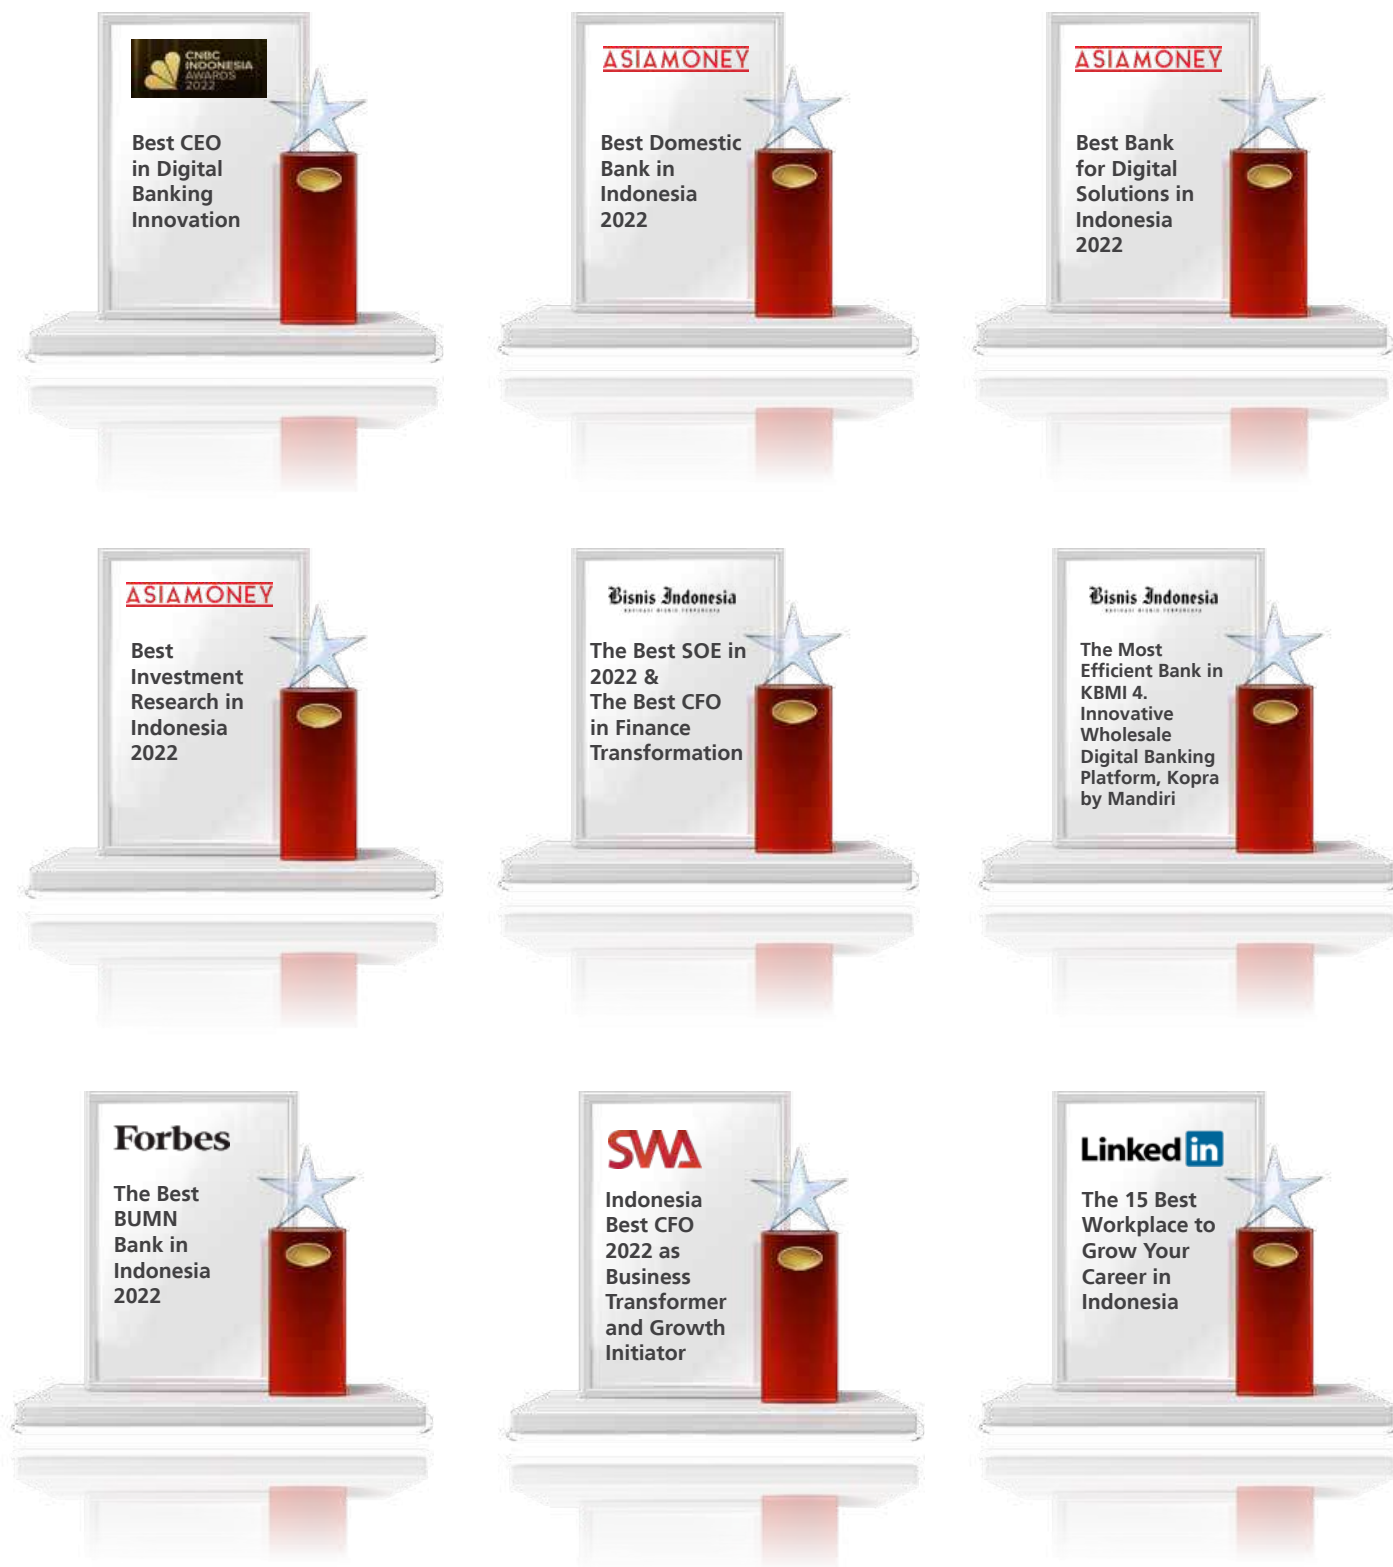 CNBC
INDONESIA
AWARDS
2022
Best CEO
in Digital
Banking
Innovation
ASIAMONEY
Best Domestic
Bank in
Indonesia
2022
ASIAMONEY
Best Bank
for Digital
Solutions in
Indonesia
2022
ASIAMONEY
Best
Investment
Research in
Indonesia
2022
Bisnis Indonesia
The Best SOE in
2022 &
The Best CFO
in Finance
Transformation
Bisnis Indonesia
The Most
Efficient Bank in
KBMI 4.
Innovative
Wholesale
Digital Banking
Platform, Kopra
by Mandiri
Forbes
The Best
BUMN
Bank in
Indonesia
2022
SWA
Indonesia
Best CFO
2022 as
Business
Transformer
and Growth
Initiator
Linked in
The 15 Best
Workplace to
Grow Your
Career in
Indonesia